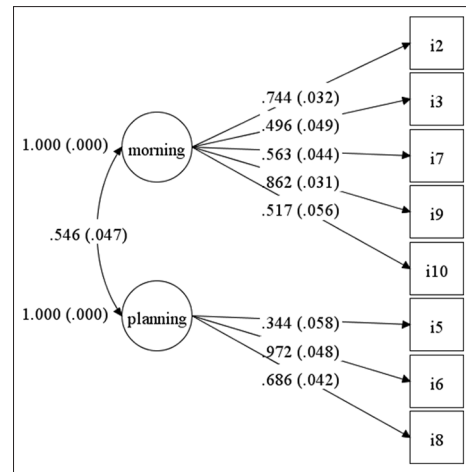 i2
.744 (.032)
i3
.496 (.049)
1.000 (.000)
morning
.563 (.044)
i7
.862 (.031)
i9
.517 (.056)
.546 (.047)
i10
1.000 (.000)
planning
.344 (.058)
i5
.972 (.048)
i6
.686 (.042)
i8